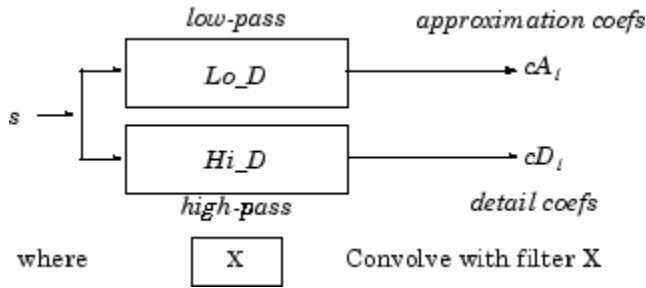 low-pass approximation coefs
Lo_D cA₁
s
Hi_D cD₁
high-pass detail coefs
where X Convolve with filter X